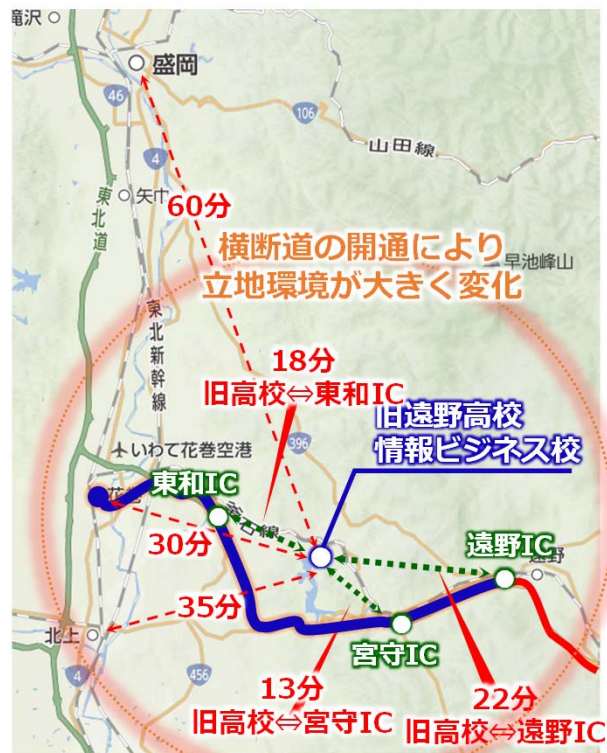 滝沢
盛岡
46
106
4
山田線
矢巾
東北道
60分
横断道の開通により
立地環境が大きく変化
早池峰山
東北新幹線
18分
旧高校⇔東和IC
旧遠野高校
情報ビジネス校
396
いわて花巻空港
東和IC
釜石線
30分
遠野IC
遠野
35分
北上
宮守IC
4
456
13分
旧高校⇔宮守IC
22分
旧高校⇔遠野IC